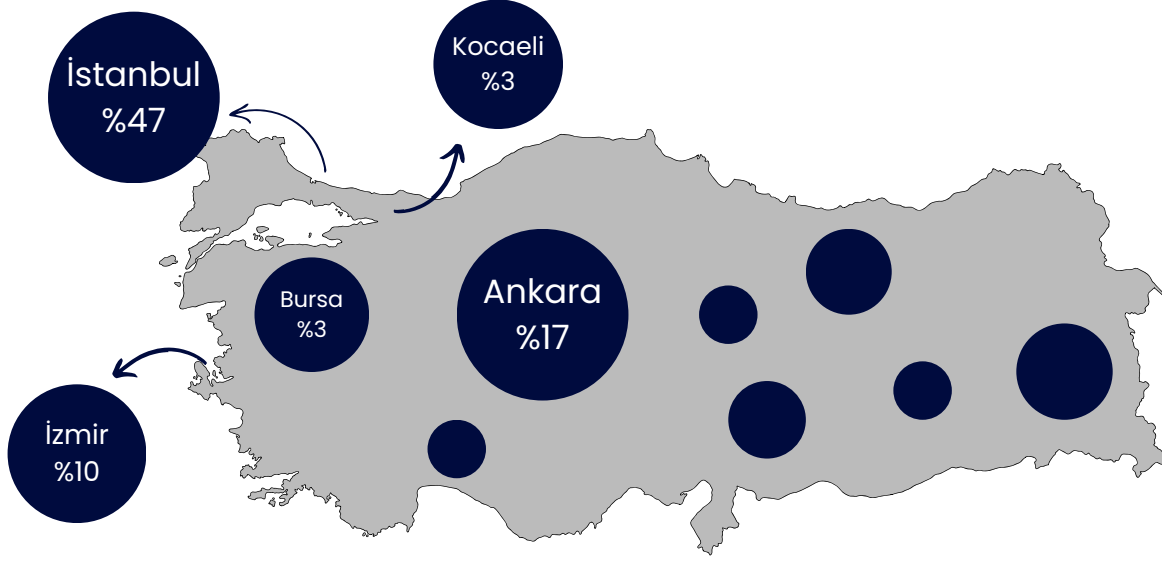 İstanbul
%47
Kocaeli
%3
Bursa
%3
Ankara
%17
İzmir
%10